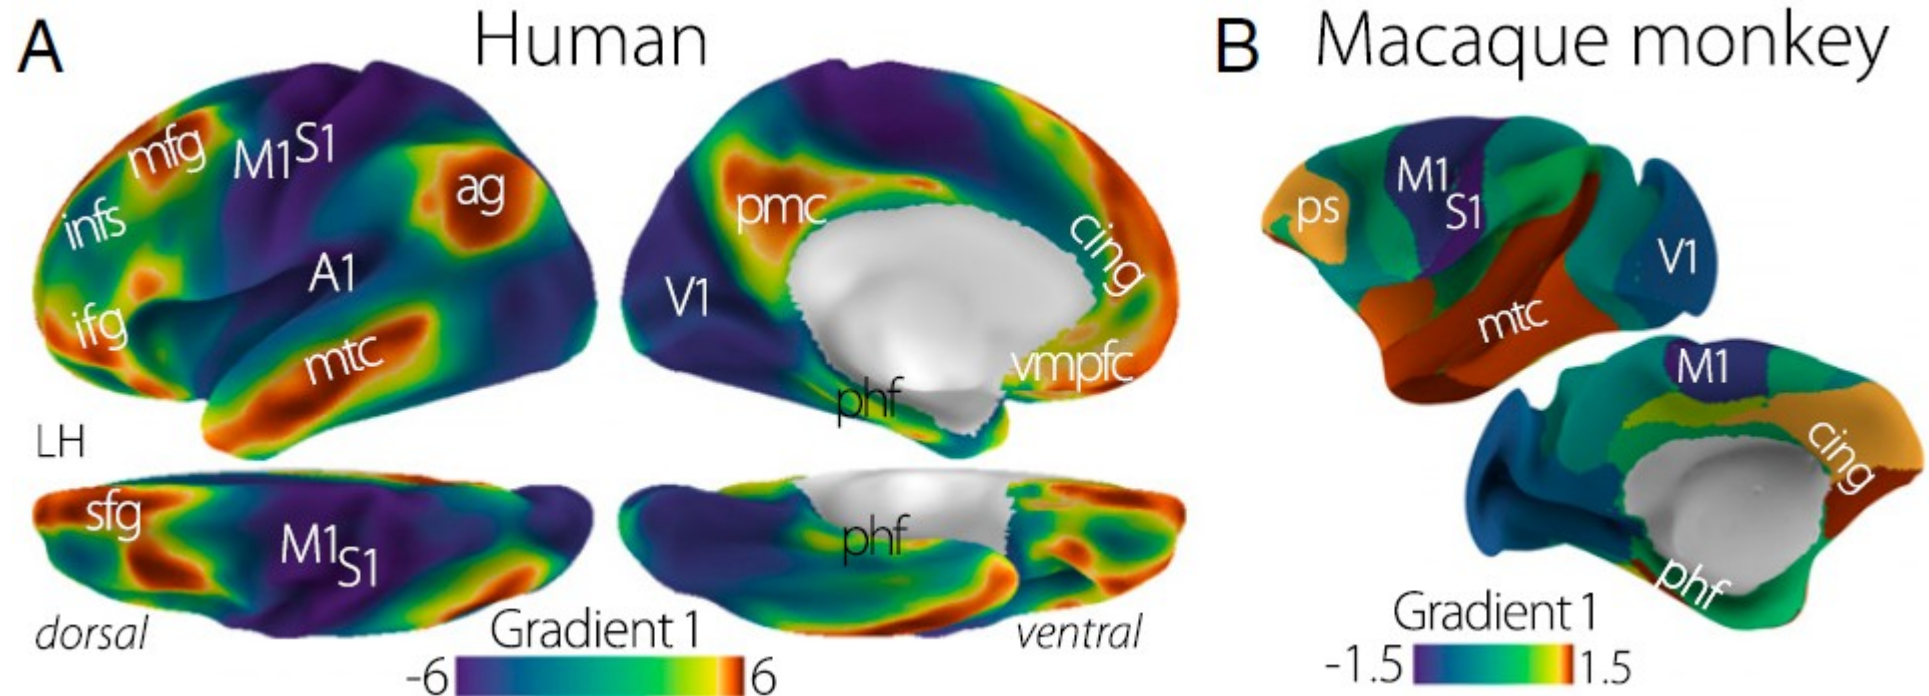 A Human
mfg
M1 S1
infs
ag
A1
ifg
mtc
LH
pmc
cing
V1
vmpfc
phf
sfg
M1 S1
dorsal
phf
ventral
Gradient 1
-6 6
B Macaque monkey
ps
M1
S1
V1
mtc
M1
cing
phf
Gradient 1
-1.5 1.5